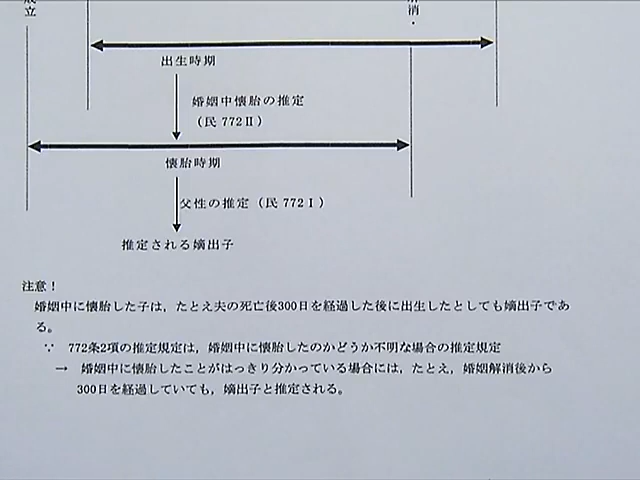 立
消・
出生時期
婚姻中懐胎の推定
（民 772Ⅱ）
懐胎時期
父性の推定（民 772Ⅰ）
推定される嫡出子
注意！
婚姻中に懐胎した子は，たとえ夫の死亡後300日を経過した後に出生したとしても嫡出子であ
る。
∵ 772条2項の推定規定は，婚姻中に懐胎したのかどうか不明な場合の推定規定
→ 婚姻中に懐胎したことがはっきり分かっている場合には，たとえ，婚姻解消後から
300日を経過していても，嫡出子と推定される。